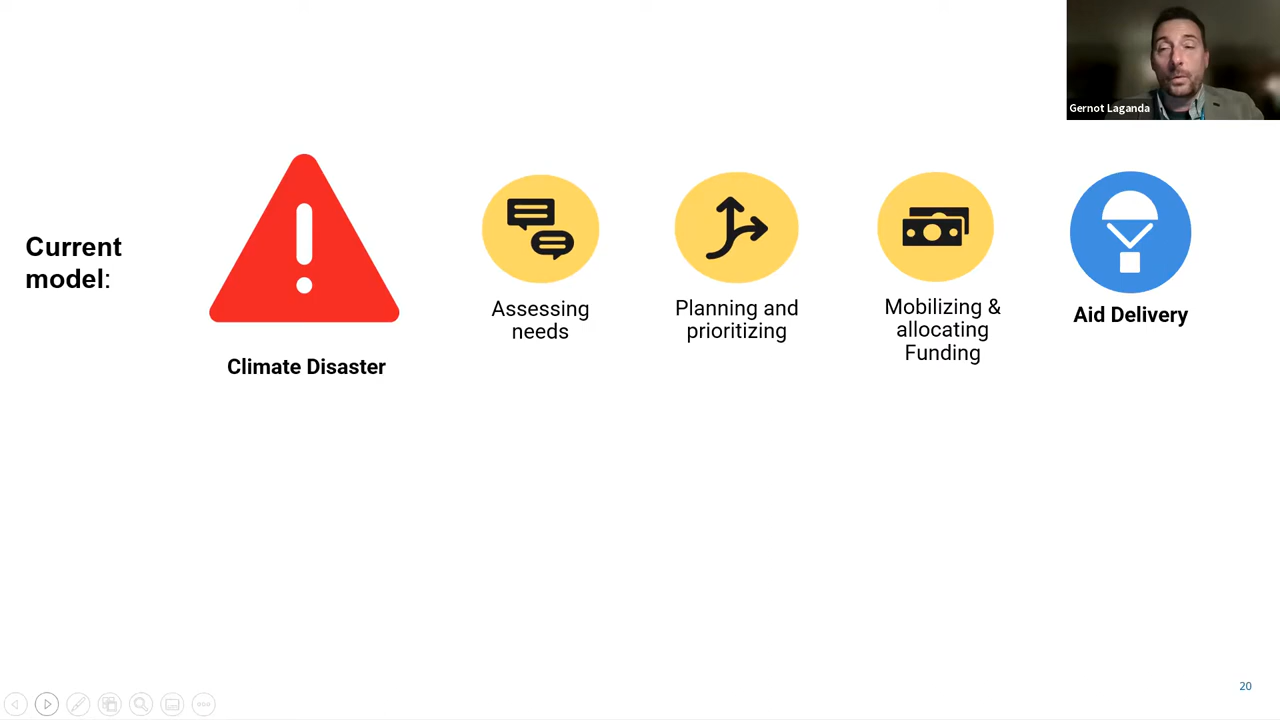 Gernot Laganda
Current
model:
Climate Disaster
Assessing
needs
Planning and
prioritizing
Mobilizing &
allocating
Funding
Aid Delivery
20